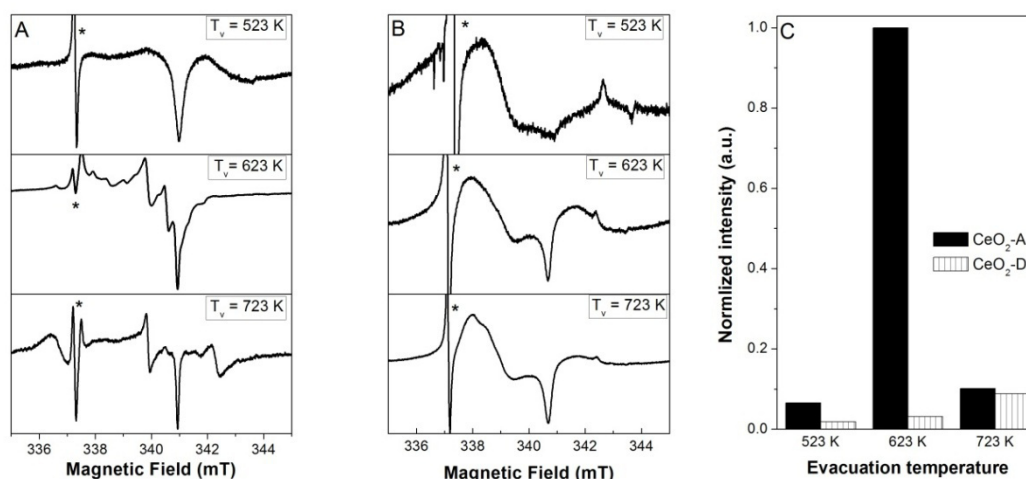 A
*
T_v = 523 K
T_v = 623 K
*
*
T_v = 723 K
336 338 340 342 344
Magnetic Field (mT)
B
*
T_v = 523 K
*
T_v = 623 K
*
T_v = 723 K
336 338 340 342 344
Magnetic Field (mT)
C
1.0
0.8
0.6
0.4
0.2
0.0
Normlized intensity (a.u.)
CeO_2-A
CeO_2-D
523 K 623 K 723 K
Evacuation temperature